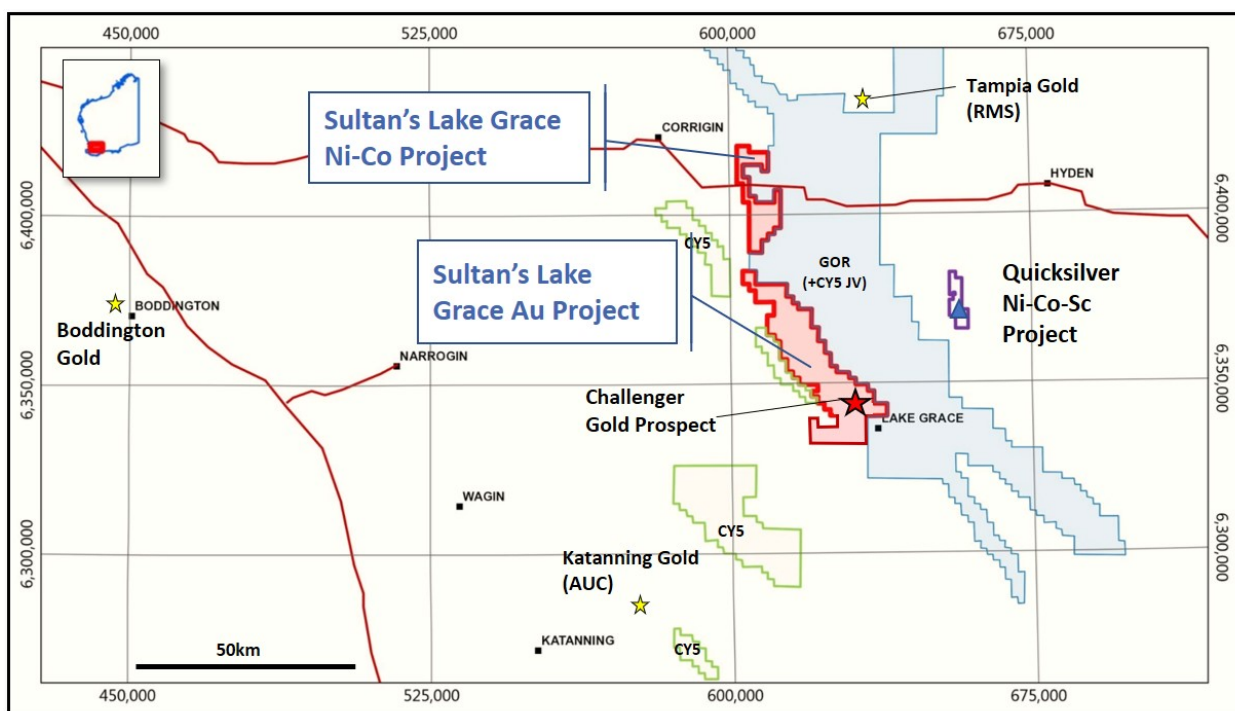 450,000
525,000
600,000
675,000
Sultan's Lake Grace
Ni-Co Project
CORRIGIN
Tampia Gold
(RMS)
HYDEN
6,400,000
6,400,000
CY5
Sultan's Lake
Grace Au Project
GOR
(+CY5 JV)
Quicksilver
Ni-Co-Sc
Project
BODDINGTON
Boddington
Gold
NARROGIN
6,350,000
6,350,000
Challenger
Gold Prospect
LAKE GRACE
WAGIN
CY5
6,300,000
6,300,000
Katanning Gold
(AUC)
KATANNING
CY5
50km
450,000
525,000
600,000
675,000